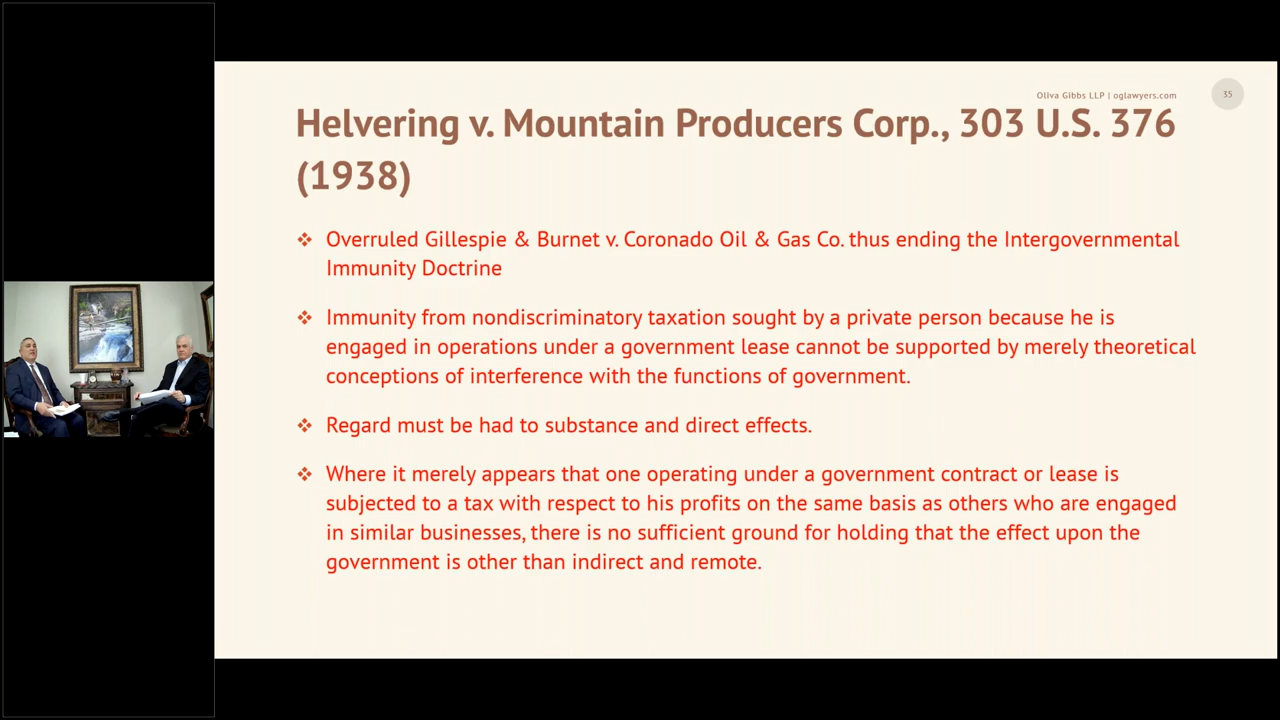 Oliva Gibbs LLP | oglawyers.com
35
Helvering v. Mountain Producers Corp., 303 U.S. 376
(1938)
❖ Overruled Gillespie & Burnet v. Coronado Oil & Gas Co. thus ending the Intergovernmental
Immunity Doctrine
❖ Immunity from nondiscriminatory taxation sought by a private person because he is
engaged in operations under a government lease cannot be supported by merely theoretical
conceptions of interference with the functions of government.
❖ Regard must be had to substance and direct effects.
❖ Where it merely appears that one operating under a government contract or lease is
subjected to a tax with respect to his profits on the same basis as others who are engaged
in similar businesses, there is no sufficient ground for holding that the effect upon the
government is other than indirect and remote.